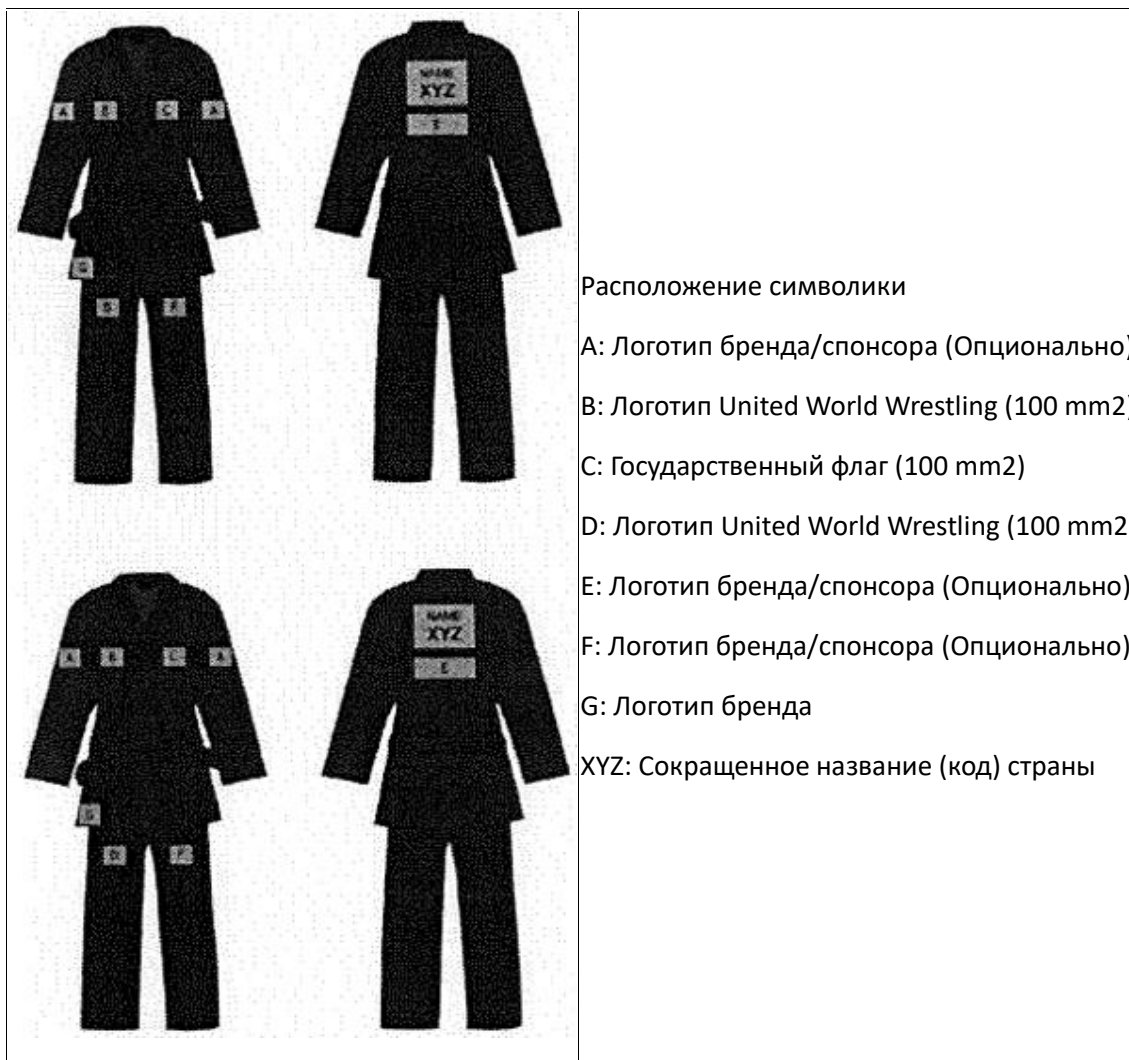 A B C A
NAME
XYZ
E
G
D F
A B C A
NAME
XYZ
E
G
D F
Расположение символики
A: Логотип бренда/спонсора (Опционально)
B: Логотип United World Wrestling (100 mm2)
C: Государственный флаг (100 mm2)
D: Логотип United World Wrestling (100 mm2
E: Логотип бренда/спонсора (Опционально)
F: Логотип бренда/спонсора (Опционально)
G: Логотип бренда
XYZ: Сокращенное название (код) страны